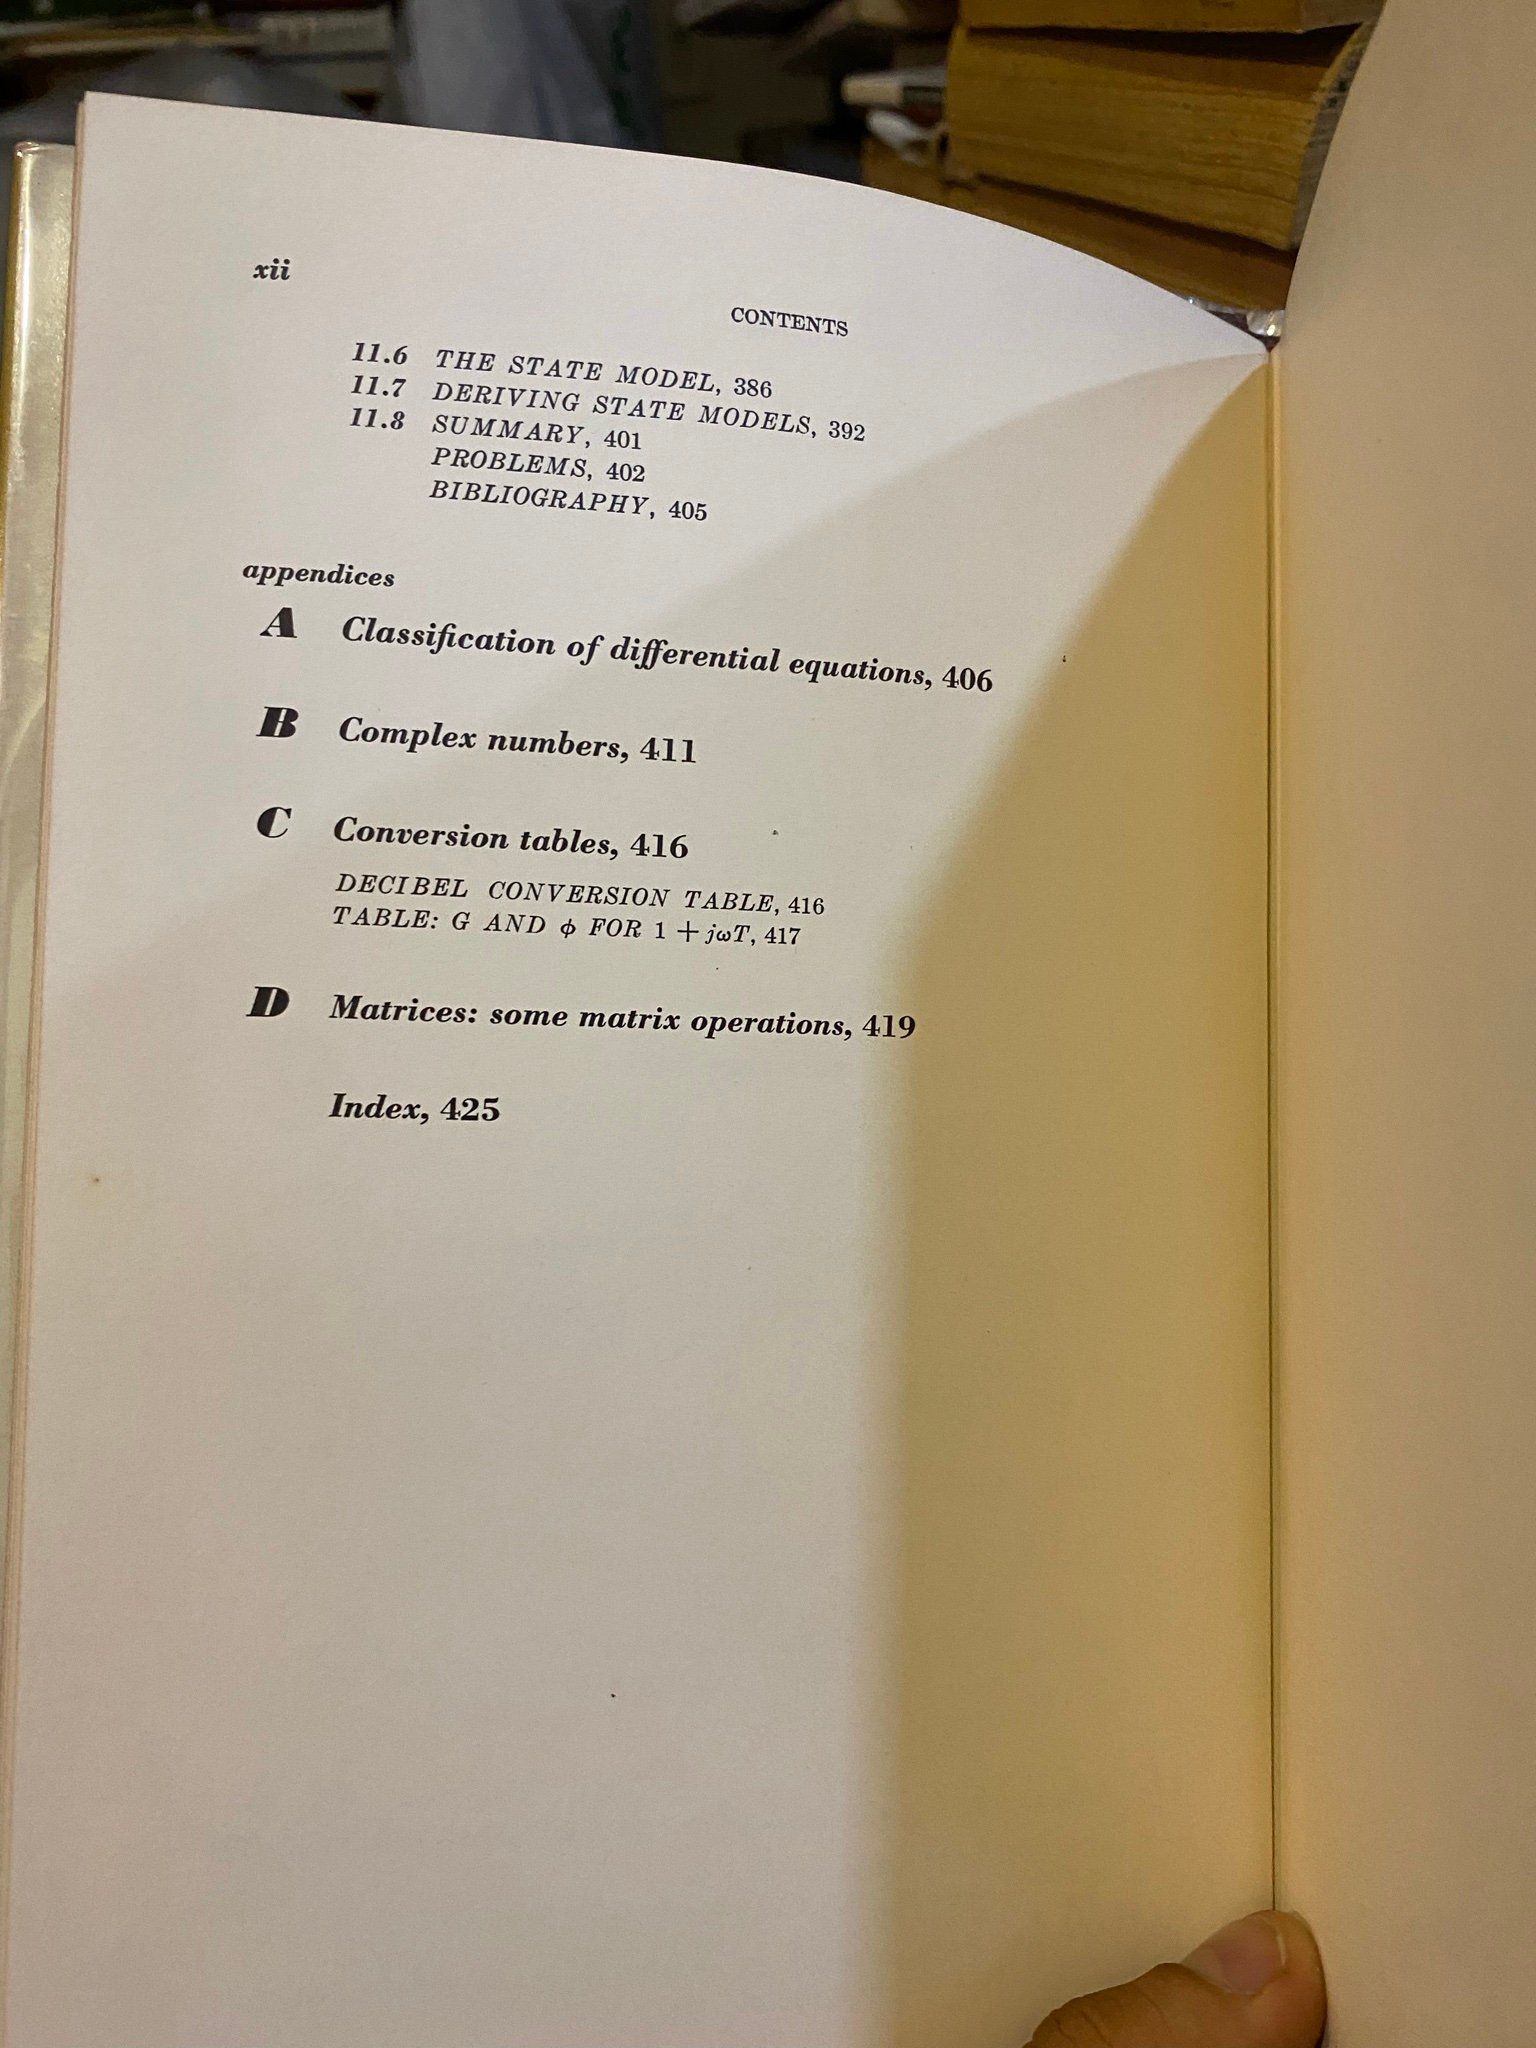 xii
CONTENTS
11.6 THE STATE MODEL, 386
11.7 DERIVING STATE MODELS, 392
11.8 SUMMARY, 401
PROBLEMS, 402
BIBLIOGRAPHY, 405
appendices
A Classification of differential equations, 406
B Complex numbers, 411
C Conversion tables, 416
DECIBEL CONVERSION TABLE, 416
TABLE: G AND ϕ FOR 1 + jωT, 417
D Matrices: some matrix operations, 419
Index, 425